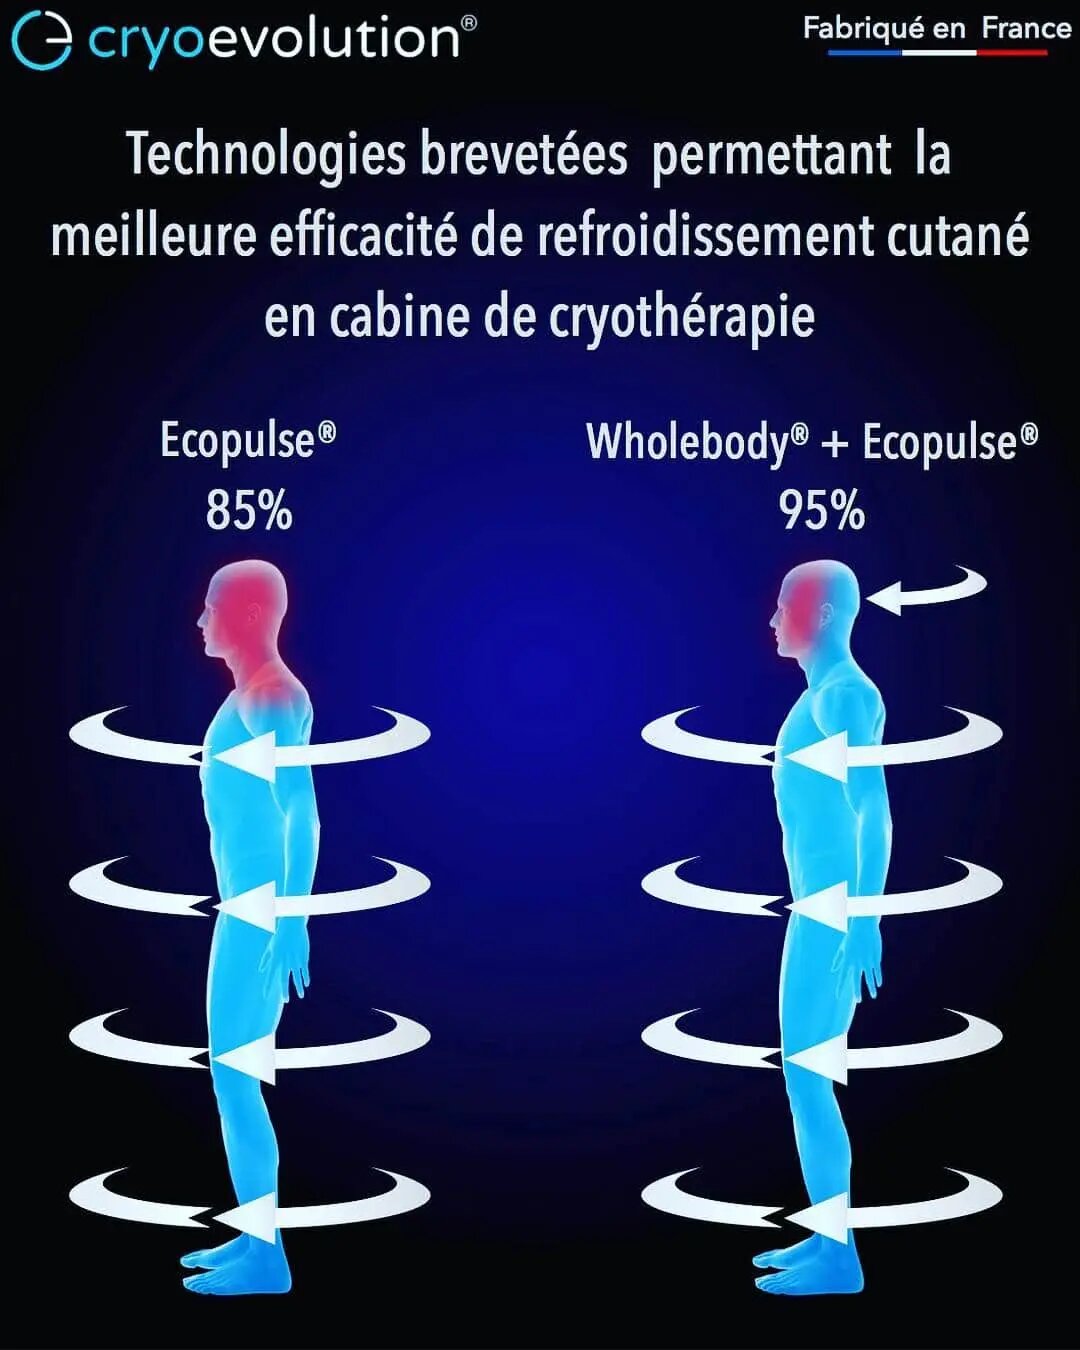 cryoevolution®
Fabriqué en France
Technologies brevetées permettant la
meilleure efficacité de refroidissement cutané
en cabine de cryothérapie
Ecopulse®
85%
Wholebody® + Ecopulse®
95%